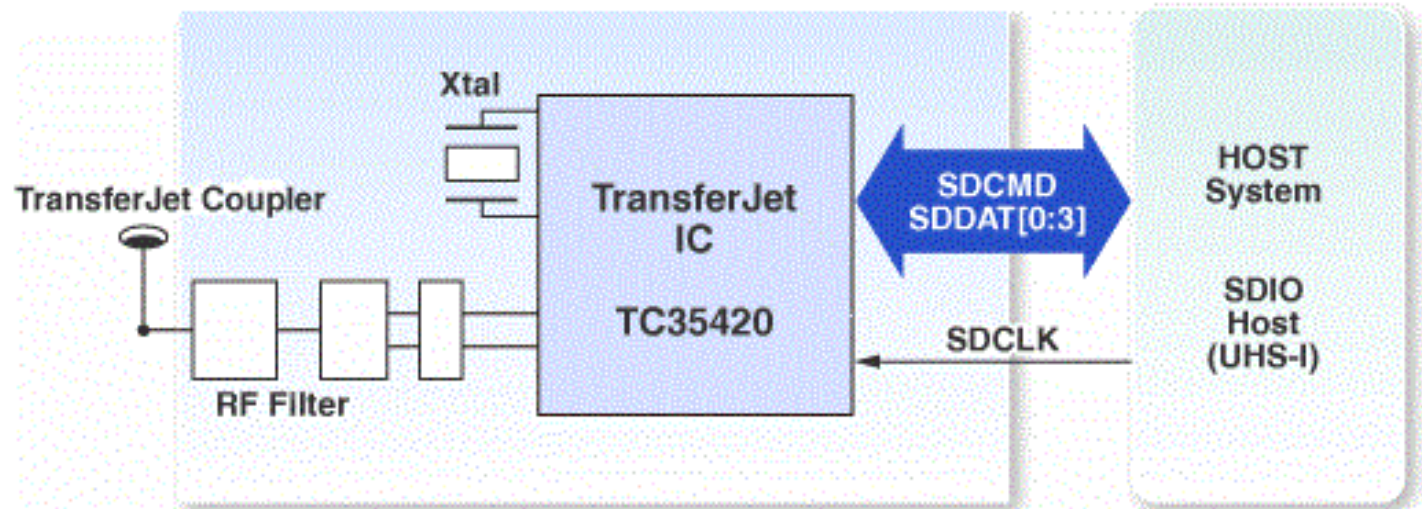 Xtal
TransferJet Coupler
RF Filter
TransferJet
IC
TC35420
SDCMD
SDDAT[0:3]
SDCLK
HOST
System
SDIO
Host
(UHS-I)